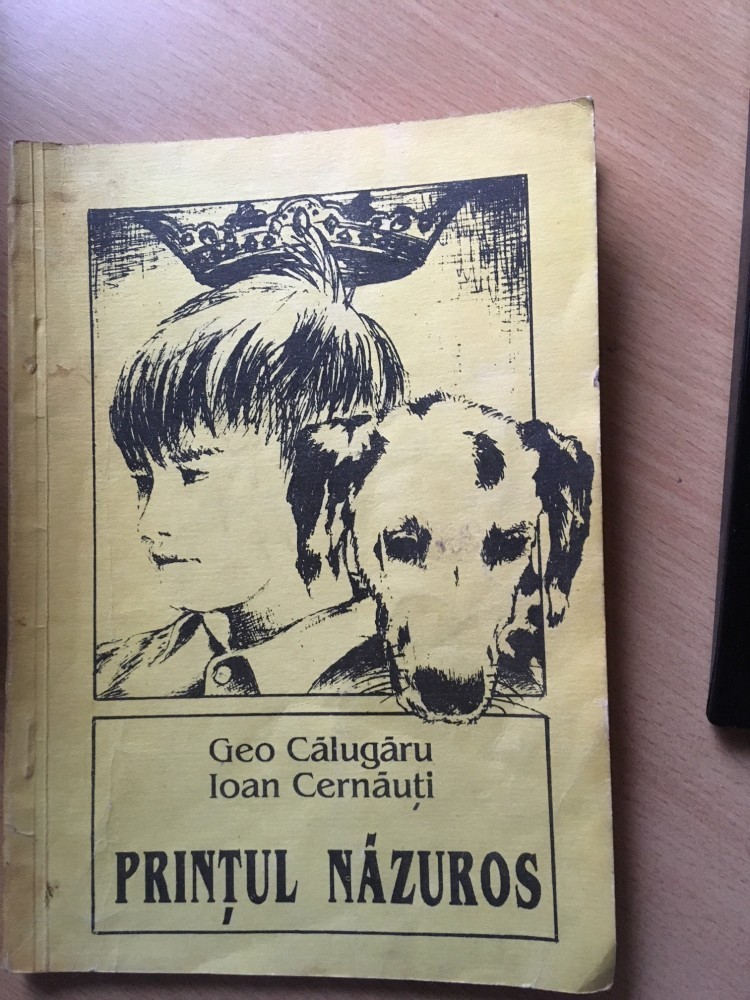 Geo Călugăru
Ioan Cernăuți
PRINȚUL NĂZUROS